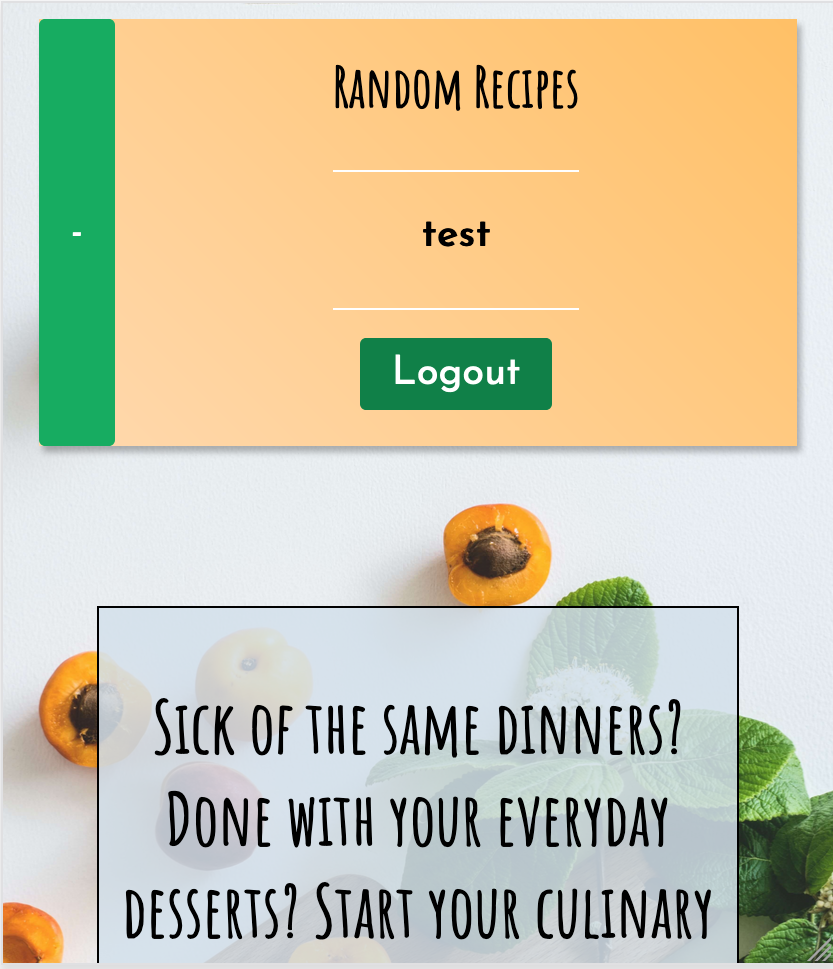 Random Recipes
-
test
Logout
Sick of the same dinners?
Done with your everyday
desserts? Start your culinary